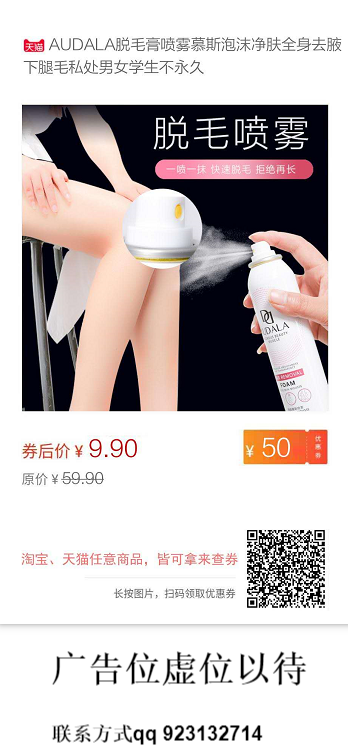 天猫 AUDALA脱毛膏喷雾慕斯泡沫净肤全身去腋
下腿毛私处男女学生不永久
脱毛喷雾
一喷一抹 快速脱毛 拒绝再长
AUDALA
FOAM
券后价 ¥ 9.90
¥ 50 优惠券
原价 ¥ 59.90
淘宝、天猫任意商品，皆可拿来查券
长按图片，扫码领取优惠券
广告位虚位以待
联系方式qq 923132714